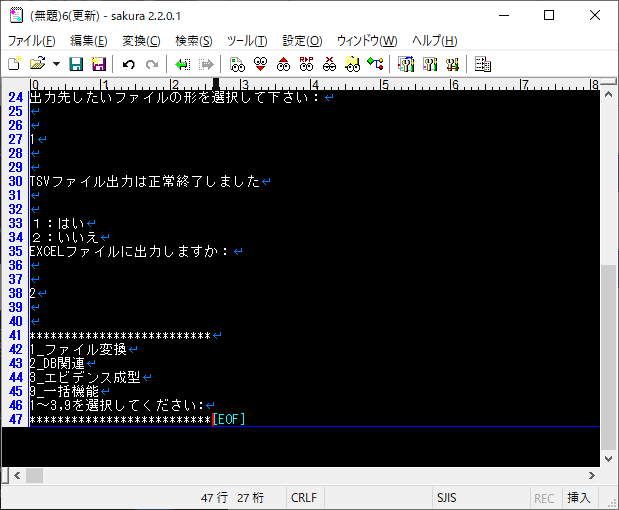 (無題)6(更新) - sakura 2.2.0.1
ファイル(F) 編集(E) 変換(C) 検索(S) ツール(T) 設定(O) ウィンドウ(W) ヘルプ(H)
0 1 2 3 4 5 6 7 8
24 出力先したいファイルの形を選択して下さい：
25
26
27 1
28
29
30 TSVファイル出力は正常終了しました
31
32
33 １：はい
34 ２：いいえ
35 EXCELファイルに出力しますか：
36
37
38 2
39
40
41 **************************
42 1_ファイル変換
43 2_DB関連
44 3_エビデンス成型
45 9_一括機能
46 1～3,9を選択してください:
47 **************************[EOF]
47 行 27 桁 CRLF SJIS REC 挿入